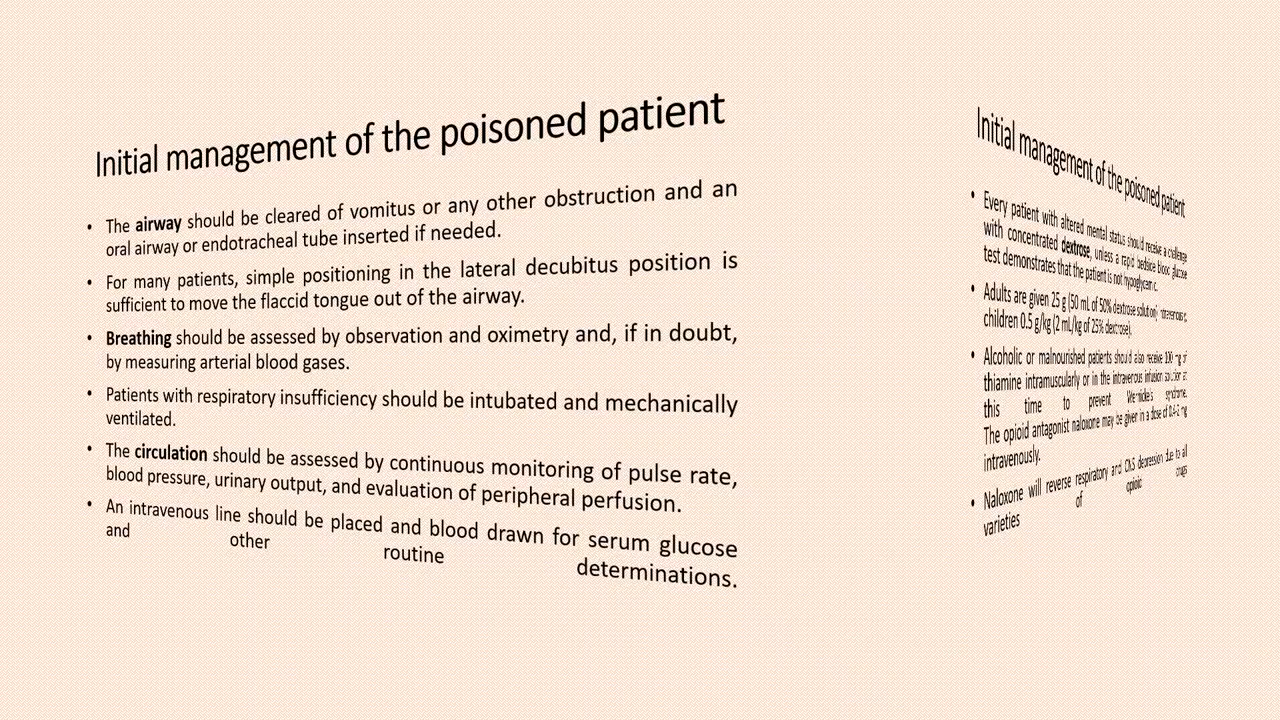 Initial management of the poisoned patient
• The airway should be cleared of vomitus or any other obstruction and an
oral airway or endotracheal tube inserted if needed.
• For many patients, simple positioning in the lateral decubitus position is
sufficient to move the flaccid tongue out of the airway.
• Breathing should be assessed by observation and oximetry and, if in doubt,
by measuring arterial blood gases.
• Patients with respiratory insufficiency should be intubated and mechanically
ventilated.
• The circulation should be assessed by continuous monitoring of pulse rate,
blood pressure, urinary output, and evaluation of peripheral perfusion.
• An intravenous line should be placed and blood drawn for serum glucose
and other routine determinations.
Initial management of the poisoned patient
• Every patient with altered mental status should receive a challenge
with concentrated dextrose, unless a rapid bedside blood glucose
test demonstrates that the patient is not hypoglycemic.
• Adults are given 25 g (50 mL of 50% dextrose solution) intravenously,
children 0.5 g/kg (2 mL/kg of 25% dextrose).
• Alcoholic or malnourished patients should also receive 100 mg of
thiamine intramuscularly or in the intravenous infusion solution at
this time to prevent Wernicke's syndrome.
The opioid antagonist naloxone may be given in a dose of 0.4-2 mg
intravenously.
• Naloxone will reverse respiratory and CNS depression due to all
varieties of opioid drugs